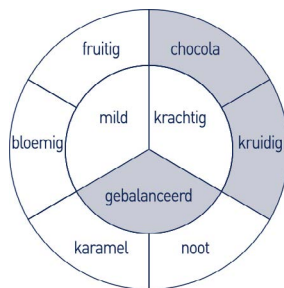 fruitig
chocola
mild
krachtig
bloemig
kruidig
gebalanceerd
karamel
noot